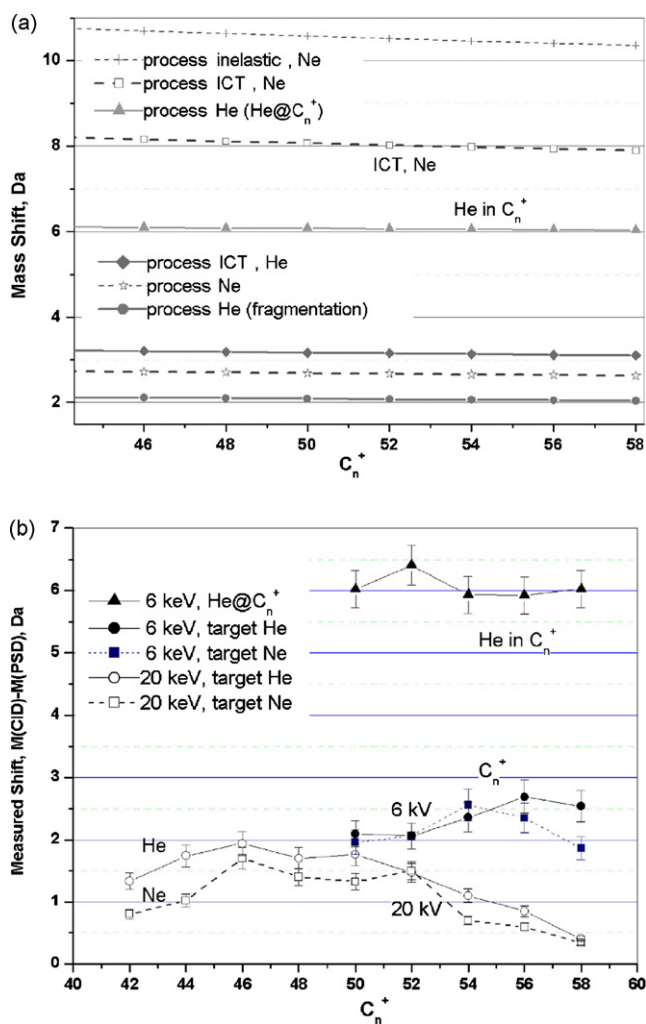 (a)
10
8
6
4
2
Mass Shift, Da
process inelastic , Ne
process ICT , Ne
process He (He@Cn+)
ICT, Ne
He in Cn+
process ICT , He
process Ne
process He (fragmentation)
46 48 50 52 54 56 58
Cn+
(b)
7
6
5
4
3
2
1
0
Measured Shift, M(CID)-M(PSD), Da
6 keV, He@Cn+
6 keV, target He
6 keV, target Ne
20 keV, target He
20 keV, target Ne
He in Cn+
Cn+
6 kV
He
Ne
20 kV
40 42 44 46 48 50 52 54 56 58 60
Cn+